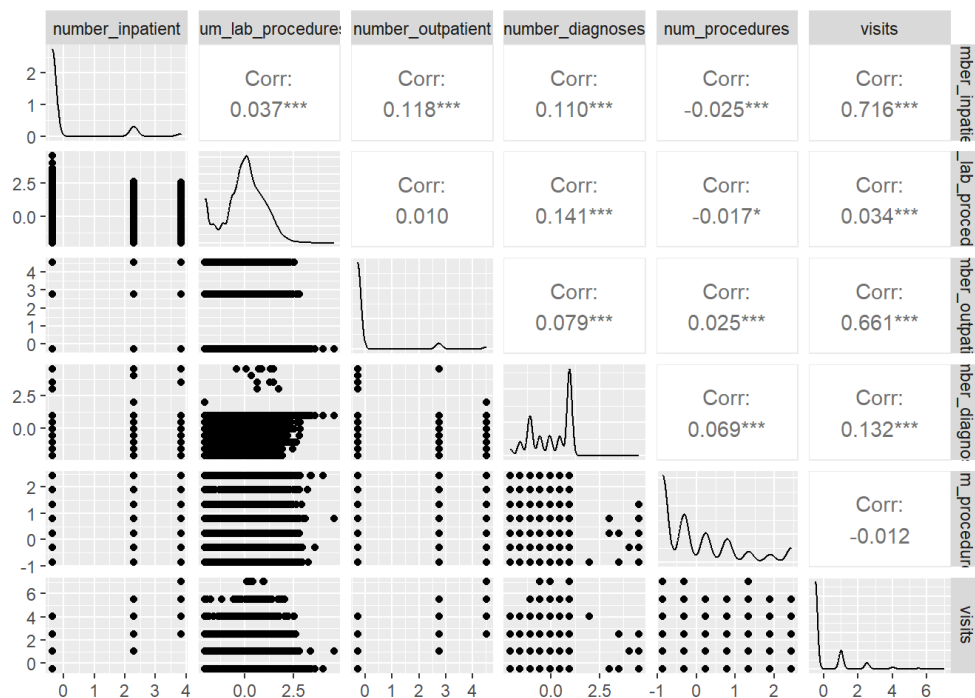 number_inpatient um_lab_procedures number_outpatient number_diagnoses num_procedures visits
2
1
0
Corr:
0.037***
Corr:
0.118***
Corr:
0.110***
Corr:
-0.025***
Corr:
0.716***
mber_inpatie
2.5
0.0
Corr:
0.010
Corr:
0.141***
Corr:
-0.017*
Corr:
0.034***
_lab_proced
4
3
2
1
0
Corr:
0.079***
Corr:
0.025***
Corr:
0.661***
mber_outpati
2.5
0.0
Corr:
0.069***
Corr:
0.132***
mber_diagnos
2
1
0
-1
Corr:
-0.012
m_procedure
6
4
2
0
visits
0 1 2 3 4
0.0 2.5
0 1 2 3 4
0.0 2.5
-1 0 1 2
0 2 4 6